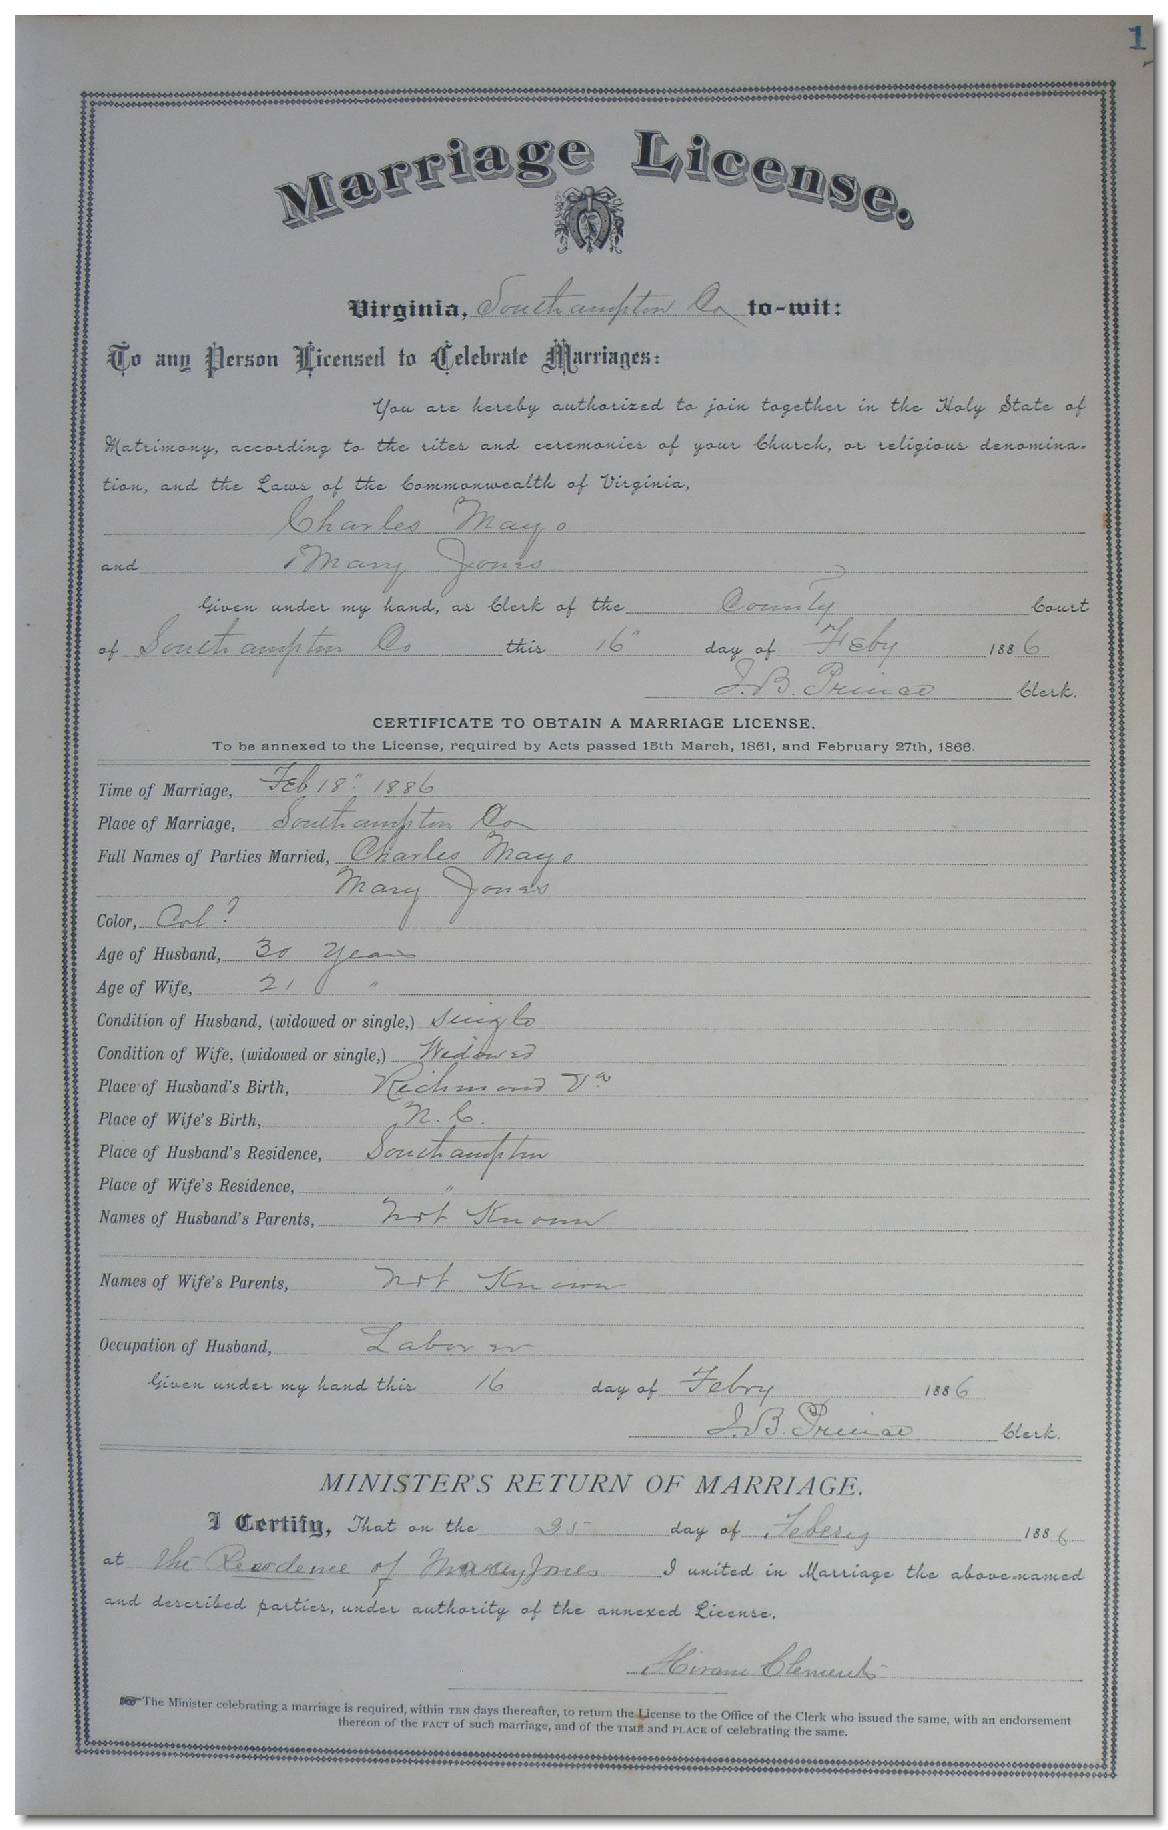 1
Marriage License.
Virginia, Southampton Co to-wit:
To any Person Licensed to Celebrate Marriages:
You are hereby authorized to join together in the Holy State of
Matrimony, according to the rites and ceremonies of your Church, or religious denomina-
tion, and the Laws of the Commonwealth of Virginia,
Charles Mayo
and Mary Jones
Given under my hand, as Clerk of the County Court
of Southampton Co this 16" day of Feby 1886
J. B. Prince Clerk.
CERTIFICATE TO OBTAIN A MARRIAGE LICENSE.
To be annexed to the License, required by Acts passed 15th March, 1861, and February 27th, 1866.
Time of Marriage, Feb 18" 1886
Place of Marriage, Southampton Co
Full Names of Parties Married, Charles Mayo
Mary Jones
Color, Col?
Age of Husband, 30 years
Age of Wife, 21 "
Condition of Husband, (widowed or single,) Single
Condition of Wife, (widowed or single,) Widowed
Place of Husband's Birth, Richmond Va
Place of Wife's Birth, N. C.
Place of Husband's Residence, Southampton
Place of Wife's Residence, "
Names of Husband's Parents, Not Known
Names of Wife's Parents, Not Known
Occupation of Husband, Laborer
Given under my hand this 16 day of Febry 1886
J. B. Prince Clerk.
MINISTER'S RETURN OF MARRIAGE.
I Certify, That on the 25 day of 1886
at the of Mary Jones I united in Marriage the above-named
and described parties, under authority of the annexed License.
Hiram Clements
The Minister celebrating a marriage is required, within TEN days thereafter, to return the License to the Office of the Clerk who issued the same, with an endorsement
thereon of the FACT of such marriage, and of the TIME and PLACE of celebrating the same.